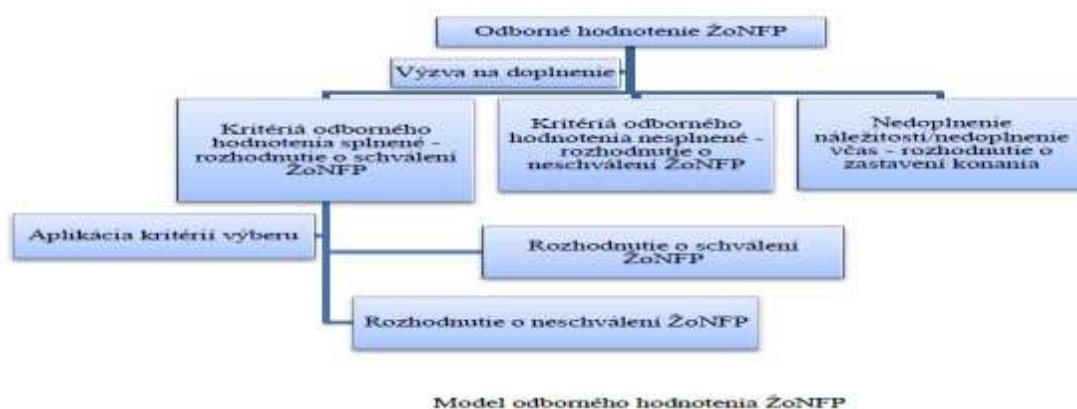 Odborné hodnotenie ŽoNFP
Výzva na doplnenie
Kritériá odborného
hodnotenia splnené -
rozhodnutie o schválení
ŽoNFP
Kritériá odborného
hodnotenia nesplnené -
rozhodnutie o
neschválení ŽoNFP
Nedoplnenie
náležitostí/nedoplnenie
včas - rozhodnutie o
zastavení konania
Aplikácia kritérií výberu
Rozhodnutie o schválení
ŽoNFP
Rozhodnutie o neschválení ŽoNFP
Model odborného hodnotenia ŽoNFP